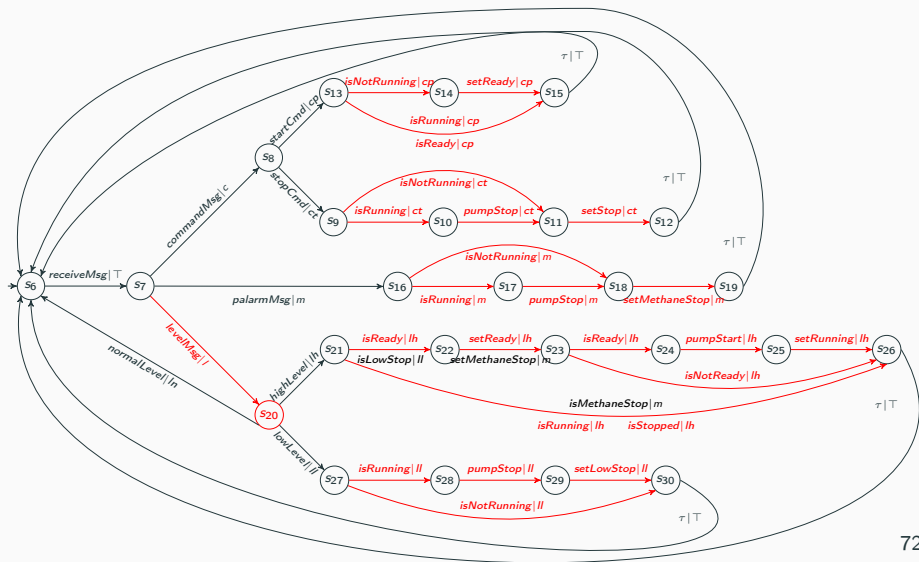 τ|⊤
isNotRunning|cp setReady|cp
s13 s14 s15
startCmd|cp
isRunning|cp
isReady|cp
s8
stopCmd|ct
isNotRunning|ct
τ|⊤
commandMsg|c
isRunning|ct pumpStop|ct setStop|ct
s9 s10 s11 s12
isNotRunning|m
τ|⊤
receiveMsg|⊤
s6 s7 s16 s17 s18 s19
palarmMsg|m
isRunning|m pumpStop|m setMethaneStop|m
levelMsg|l
isReady|lh setReady|lh isReady|lh pumpStart|lh setRunning|lh
s21 s22 s23 s24 s25 s26
isLowStop|ll setMethaneStop|m
normalLevel|ln
highLevel|lh
isNotReady|lh
isMethaneStop|m
τ|⊤
s20
isRunning|lh isStopped|lh
lowLevel|ll
isRunning|ll pumpStop|ll setLowStop|ll
s27 s28 s29 s30
isNotRunning|ll
τ|⊤
72